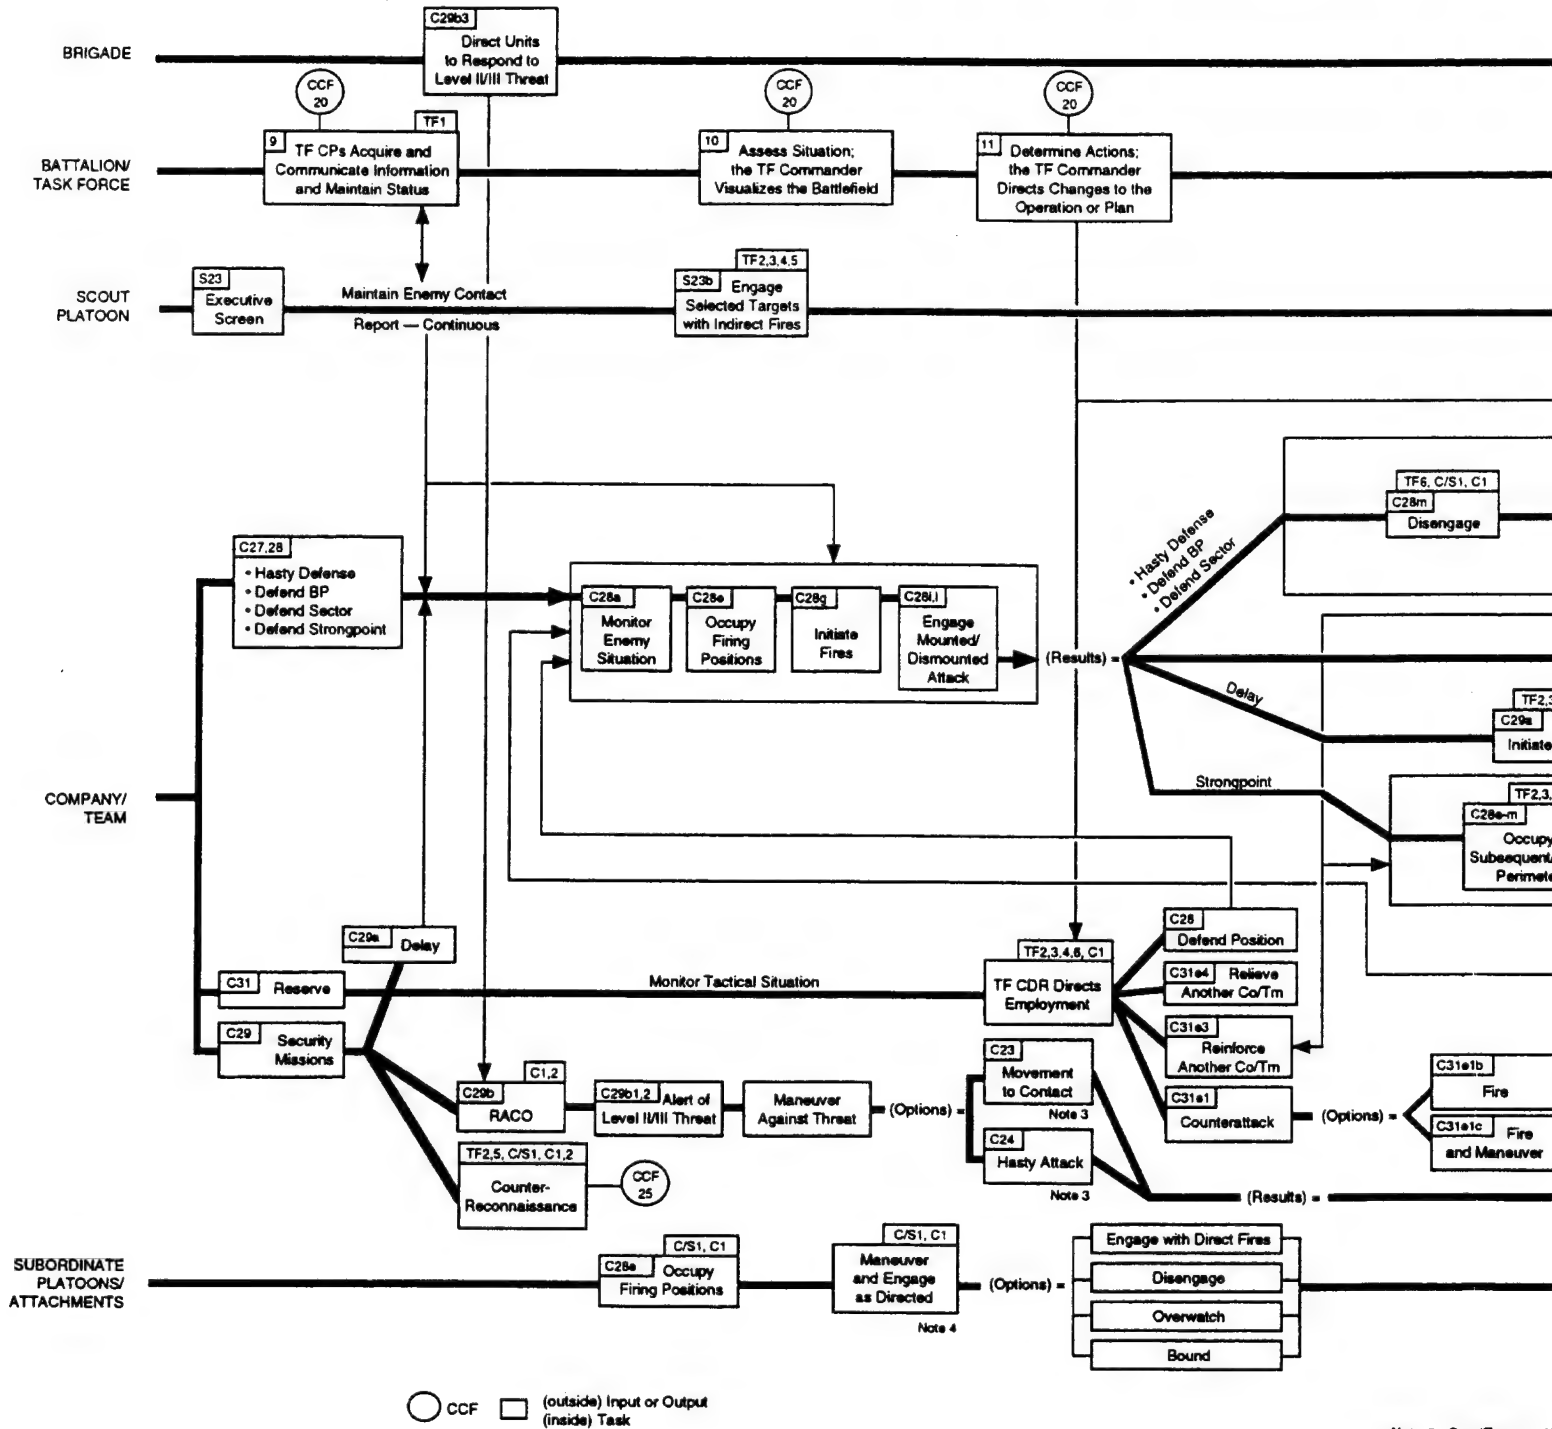 C29b3
Direct Units
to Respond to
Level II/III Threat
BRIGADE
CCF
20
CCF
20
CCF
20
TF1
9
TF CPs Acquire and
Communicate Information
and Maintain Status
10
Assess Situation;
the TF Commander
Visualizes the Battlefield
11
Determine Actions;
the TF Commander
Directs Changes to the
Operation or Plan
BATTALION/
TASK FORCE
SCOUT
PLATOON
S23
Executive
Screen
Maintain Enemy Contact
Report — Continuous
TF2,3,4,5
S23b
Engage
Selected Targets
with Indirect Fires
TF6, C/S1, C1
C28m
Disengage
• Hasty Defense
• Defend BP
• Defend Sector
C27,28
• Hasty Defense
• Defend BP
• Defend Sector
• Defend Strongpoint
C28a
Monitor
Enemy
Situation
C28e
Occupy
Firing
Positions
C28g
Initiate
Fires
C28i,l
Engage
Mounted/
Dismounted
Attack
(Results) =
Delay
TF2,3
C29a
Initiate
Strongpoint
TF2,3,
C28e-m
Occupy
Subsequent
Perimete
COMPANY/
TEAM
C29a
Delay
C31
Reserve
Monitor Tactical Situation
TF2,3,4,6, C1
TF CDR Directs
Employment
C28
Defend Position
C31e4
Relieve
Another Co/Tm
C31e3
Reinforce
Another Co/Tm
C31e1
Counterattack
(Options) =
C31e1b
Fire
C31e1c
Fire
and Maneuver
C29
Security
Missions
C1,2
C29b
RACO
C29b1,2
Alert of
Level II/III Threat
Maneuver
Against Threat
(Options) =
C23
Movement
to Contact
Note 3
C24
Hasty Attack
Note 3
(Results) =
TF2,5, C/S1, C1,2
Counter-
Reconnaissance
CCF
25
SUBORDINATE
PLATOONS/
ATTACHMENTS
C/S1, C1
C28e
Occupy
Firing Positions
C/S1, C1
Maneuver
and Engage
as Directed
Note 4
(Options) =
Engage with Direct Fires
Disengage
Overwatch
Bound
CCF
(outside) Input or Output
(inside) Task